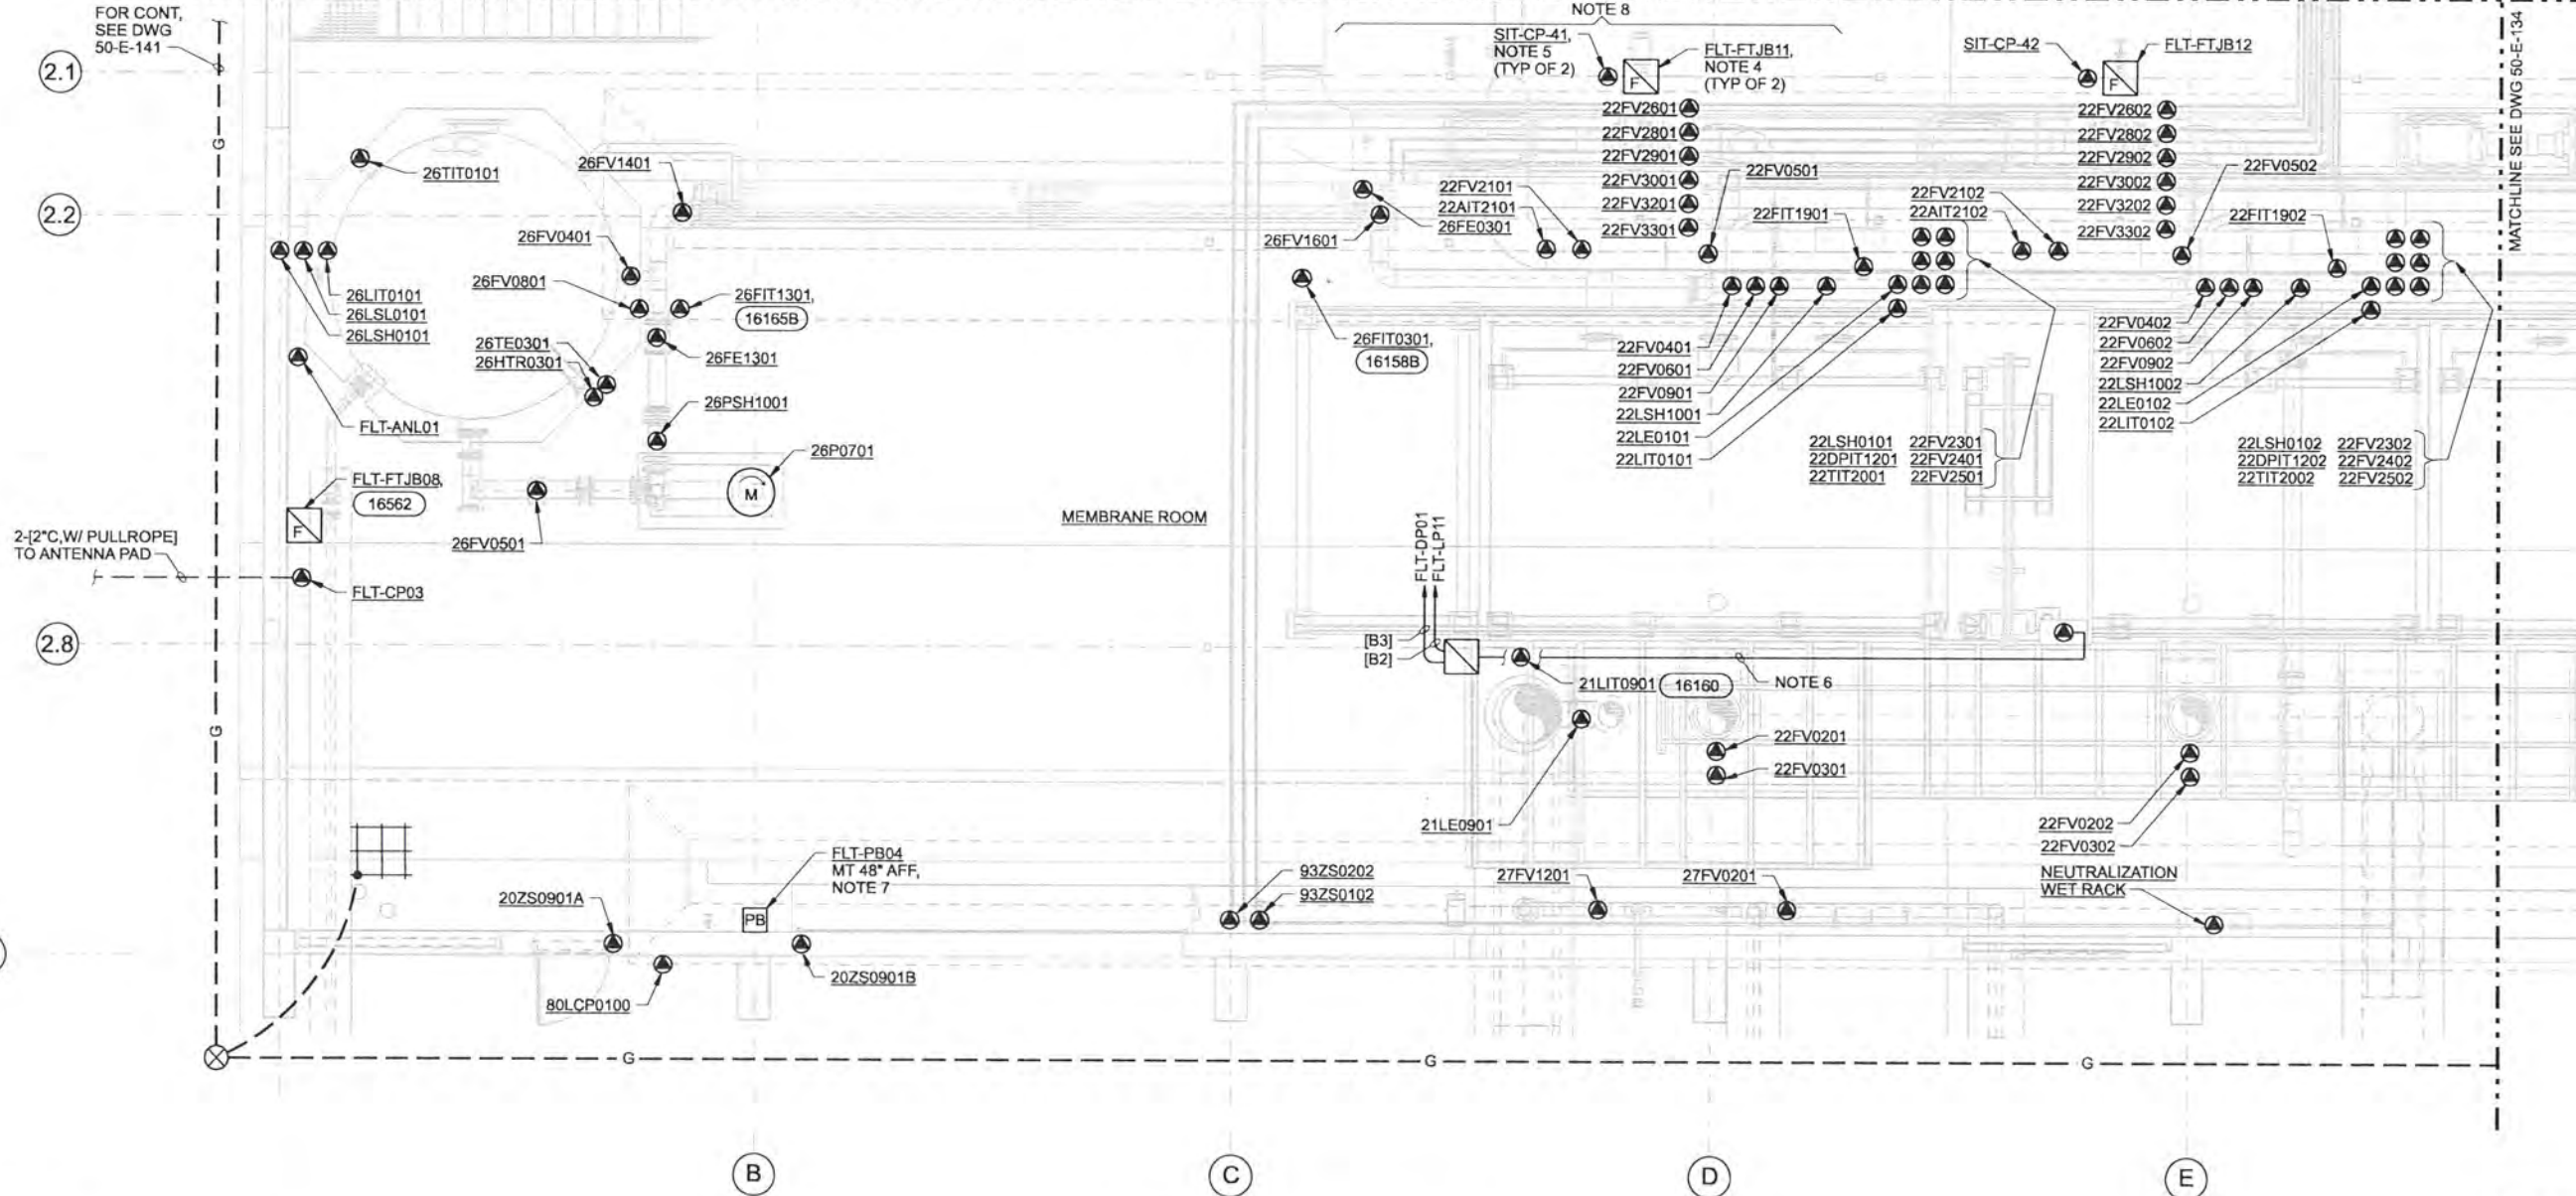 FOR CONT,
SEE DWG
50-E-141
NOTE 8
SIT-CP-41,
NOTE 5
(TYP OF 2)
FLT-FTJB11,
NOTE 4
(TYP OF 2)
SIT-CP-42
FLT-FTJB12
MATCHLINE SEE DWG 50-E-134
2.1
F
F
22FV2601
22FV2801
22FV2901
22FV3001
22FV3201
22FV3301
22FV2602
22FV2802
22FV2902
22FV3002
22FV3202
22FV3302
G
26TIT0101
26FV1401
22FV0501
22FV0502
2.2
22FV2101
22AIT2101
26FE0301
26FV1601
22FIT1901
22FV2102
22AIT2102
22FIT1902
26FV0401
26FV0801
26LIT0101
26LSL0101
26LSH0101
26FIT1301,
16165B
26TE0301
26HTR0301
26FE1301
26FIT0301,
16158B
22FV0401
22FV0601
22FV0901
22LSH1001
22LE0101
22LIT0101
22FV0402
22FV0602
22FV0902
22LSH1002
22LE0102
22LIT0102
26PSH1001
FLT-ANL01
26P0701
M
22LSH0101 22FV2301
22DPIT1201 22FV2401
22TIT2001 22FV2501
22LSH0102 22FV2302
22DPIT1202 22FV2402
22TIT2002 22FV2502
FLT-FTJB08,
16562
F
MEMBRANE ROOM
2-[2"C,W/ PULLROPE]
TO ANTENNA PAD
26FV0501
FLT-DP01
FLT-LP11
FLT-CP03
2.8
[B3]
[B2]
21LIT0901 16160 NOTE 6
G
22FV0201
22FV0301
21LE0901
22FV0202
22FV0302
FLT-PB04
MT 48" AFF,
NOTE 7
NEUTRALIZATION
WET RACK
20ZS0901A
PB
93ZS0202
93ZS0102
27FV1201
27FV0201
20ZS0901B
80LCP0100
G
G
G
B
C
D
E